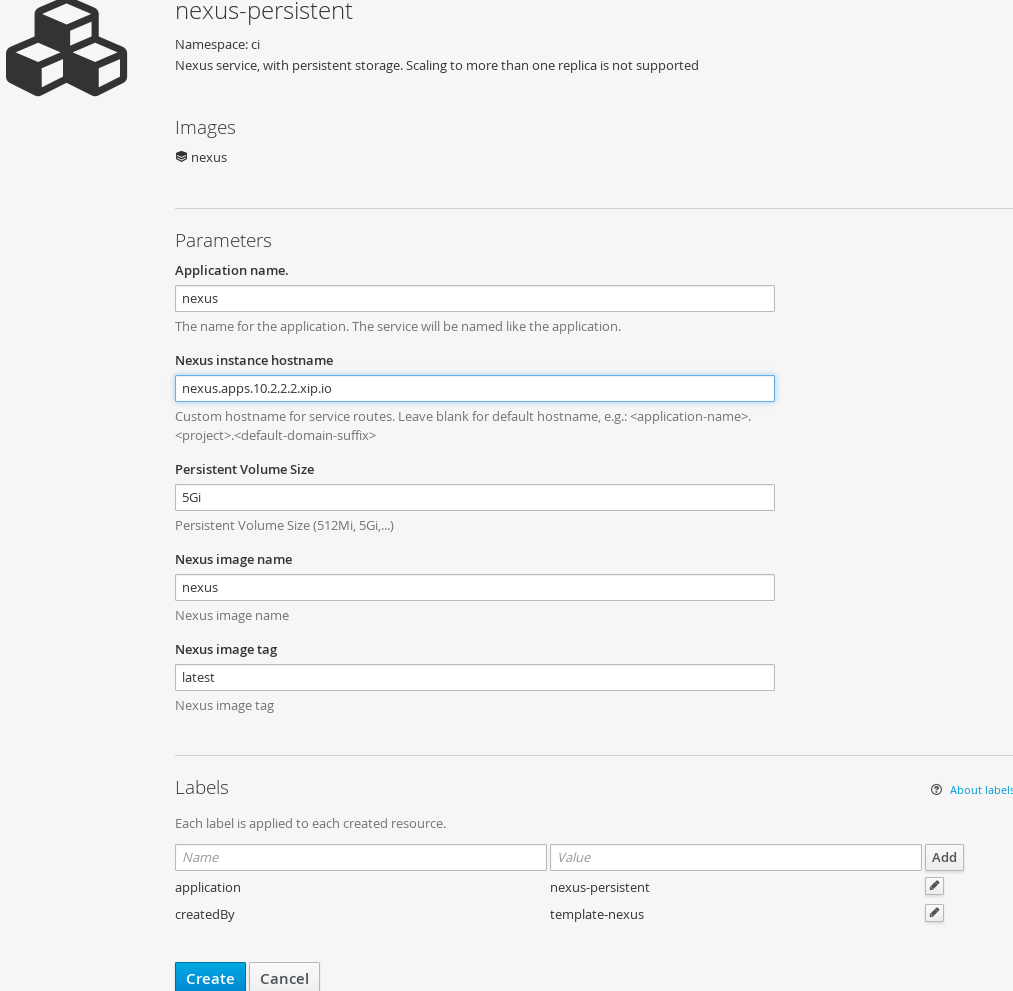 nexus-persistent
Namespace: ci
Nexus service, with persistent storage. Scaling to more than one replica is not supported
Images
nexus
Parameters
Application name.
nexus
The name for the application. The service will be named like the application.
Nexus instance hostname
nexus.apps.10.2.2.2.xip.io
Custom hostname for service routes. Leave blank for default hostname, e.g.: <application-name>.
<project>.<default-domain-suffix>
Persistent Volume Size
5Gi
Persistent Volume Size (512Mi, 5Gi,...)
Nexus image name
nexus
Nexus image name
Nexus image tag
latest
Nexus image tag
Labels
About labels
Each label is applied to each created resource.
Name Value Add
application nexus-persistent
createdBy template-nexus
Create Cancel